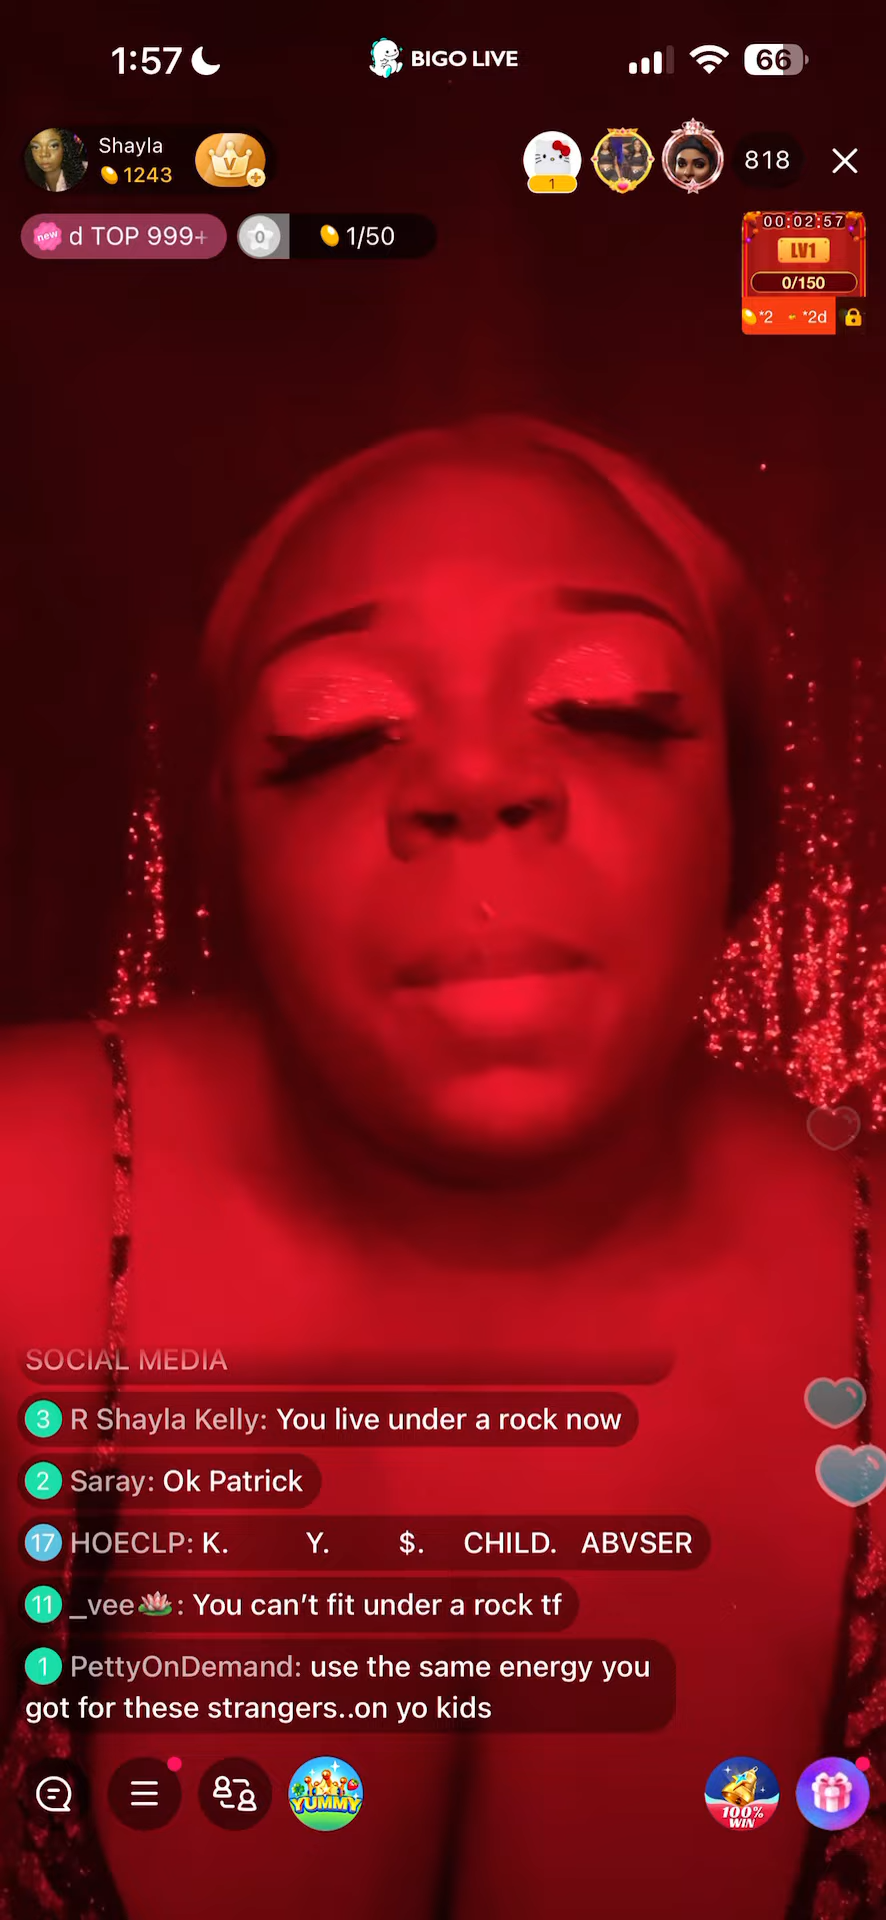 1:57
BIGO LIVE
66
Shayla
1243
V
1
818
new d TOP 999+
0
1/50
00:02:57
LV1
0/150
*2 *2d
SOCIAL MEDIA
3 R Shayla Kelly: You live under a rock now
2 Saray: Ok Patrick
17 HOECLP: K. Y. $. CHILD. ABVSER
11 _vee🪷: You can’t fit under a rock tf
1 PettyOnDemand: use the same energy you
got for these strangers..on yo kids
YUMMY
100%
WIN